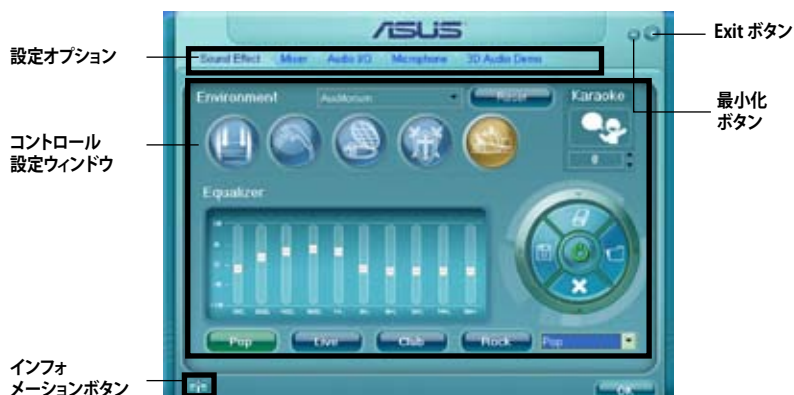 ASUS
Exit ボタン
設定オプション
Sound Effect Mixer Audio I/O Microphone 3D Audio Demo
最小化
ボタン
Environment Auditorium Reset Karaoke
コントロール
設定ウィンドウ
0
Equalizer
Pop Live Club Rock Pop
インフォ
メーションボタン
OK